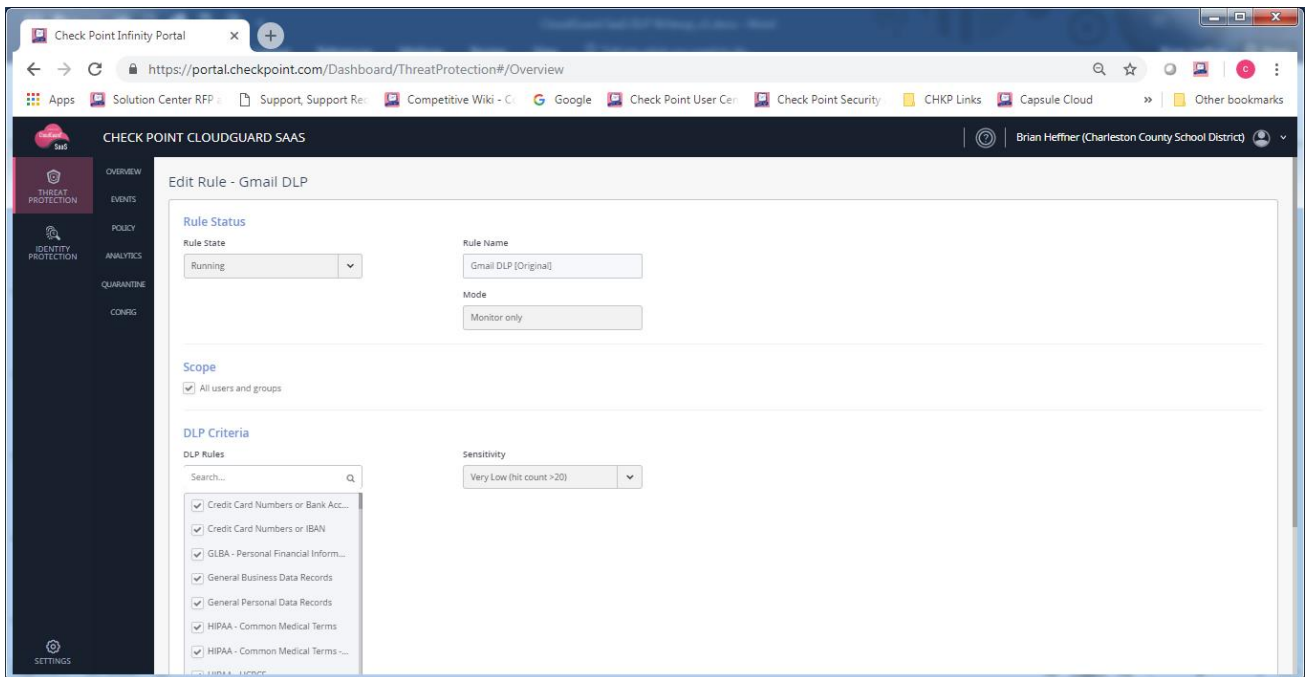 Check Point Infinity Portal
https://portal.checkpoint.com/Dashboard/ThreatProtection#/Overview
C
Apps Solution Center RFP Support, Support Re Competitive Wiki - C Google Check Point User Cen Check Point Security CHKP Links Capsule Cloud » Other bookmarks
CloudGuard
SaaS
CHECK POINT CLOUDGUARD SAAS
Brian Heffner (Charleston County School District)
THREAT
PROTECTION
IDENTITY
PROTECTION
SETTINGS
OVERVIEW
EVENTS
POLICY
ANALYTICS
QUARANTINE
CONFIG
Edit Rule - Gmail DLP
Rule Status
Rule State
Rule Name
Running
Gmail DLP [Original]
Mode
Monitor only
Scope
All users and groups
DLP Criteria
DLP Rules
Sensitivity
Search...
Very Low (hit count >20)
Credit Card Numbers or Bank Acc...
Credit Card Numbers or IBAN
GLBA - Personal Financial Inform...
General Business Data Records
General Personal Data Records
HIPAA - Common Medical Terms
HIPAA - Common Medical Terms -...